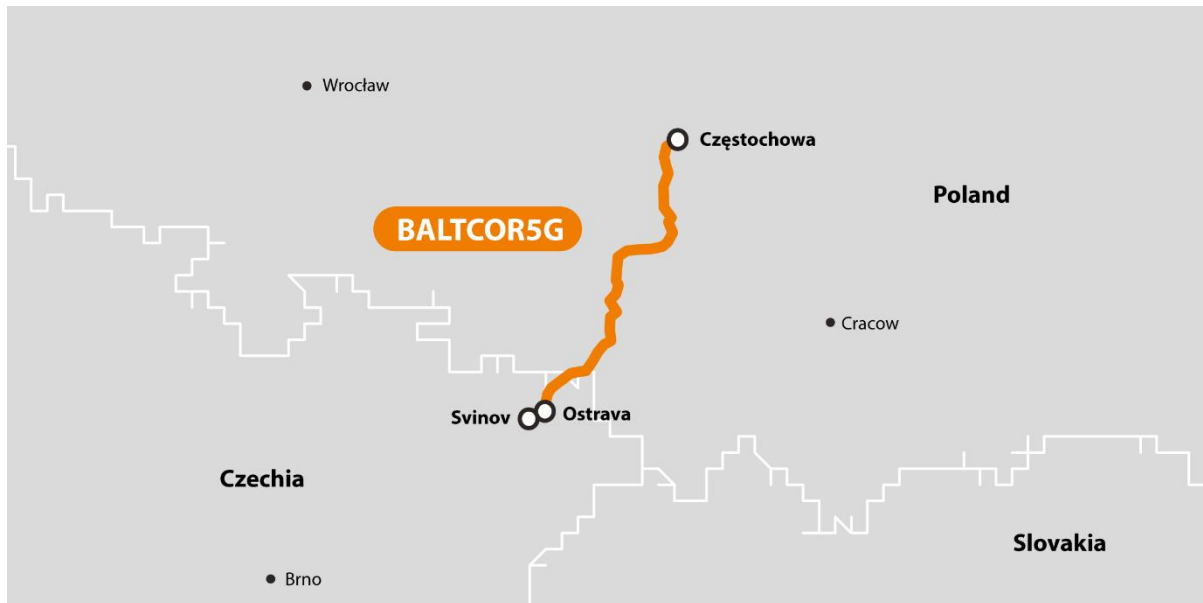 Wrocław
Częstochowa
Poland
BALTCOR5G
Cracow
Svinov
Ostrava
Czechia
Slovakia
Brno